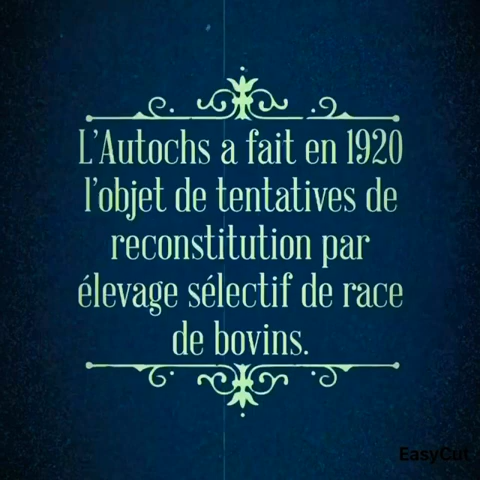 L'Autochs a fait en 1920
l'objet de tentatives de
reconstitution par
élevage sélectif de race
de bovins.
EasyCut